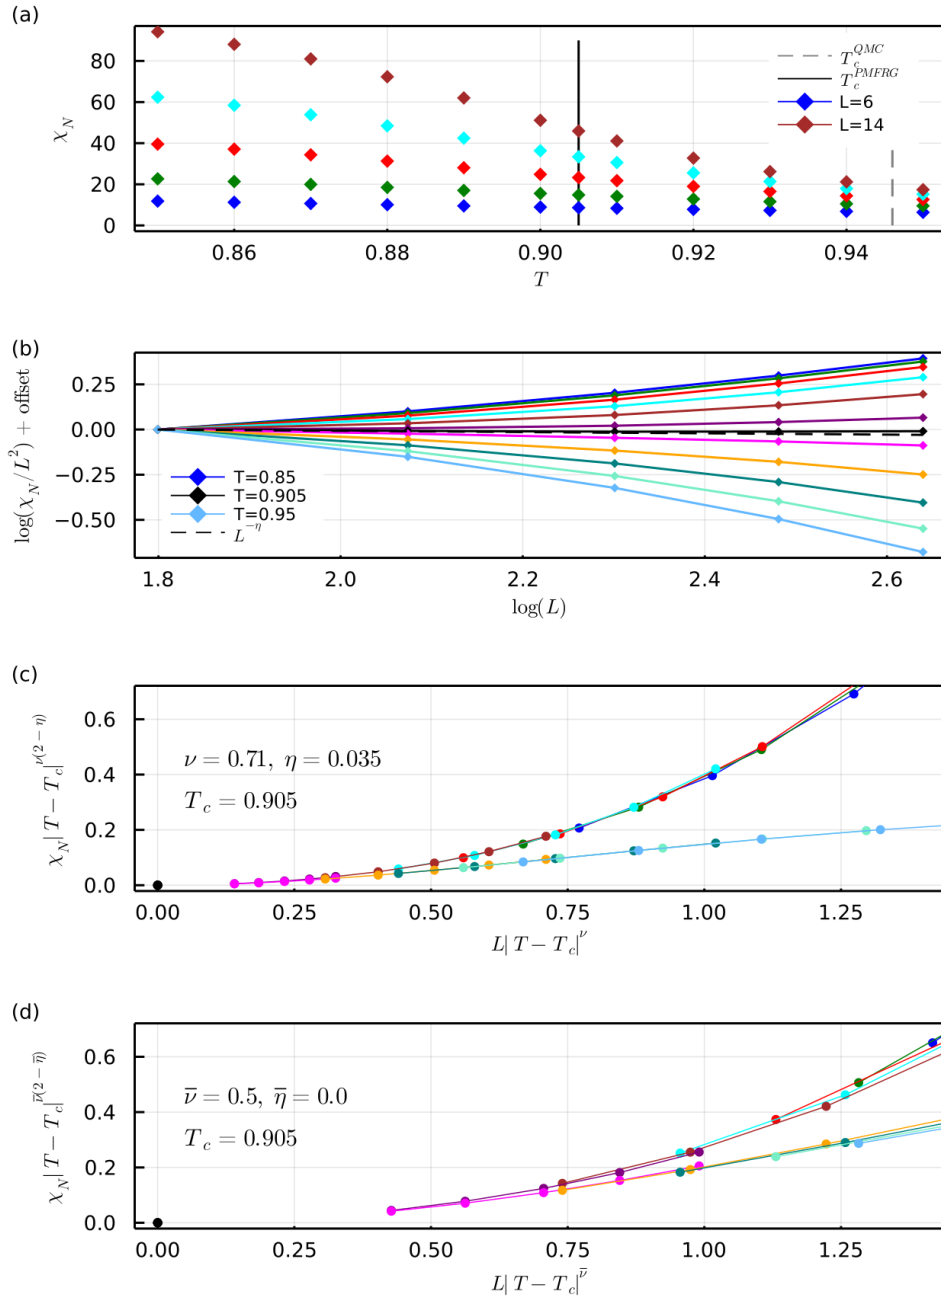 (a)
χ_N
80
60
40
20
0
0.86
0.88
0.90
0.92
0.94
T
T_c^{QMC}
T_c^{PMFRG}
L=6
L=14
(b)
log(χ_N/L²) + offset
0.25
0.00
−0.25
−0.50
T=0.85
T=0.905
T=0.95
L^{−η}
1.8
2.0
2.2
2.4
2.6
log(L)
(c)
χ_N|T − T_c|^{ν(2−η)}
0.6
0.4
0.2
0.0
ν = 0.71, η = 0.035
T_c = 0.905
0.00
0.25
0.50
0.75
1.00
1.25
L|T − T_c|^ν
(d)
χ_N|T − T_c|^{ν̄(2−η̄)}
0.6
0.4
0.2
0.0
ν̄ = 0.5, η̄ = 0.0
T_c = 0.905
0.00
0.25
0.50
0.75
1.00
1.25
L|T − T_c|^{ν̄}